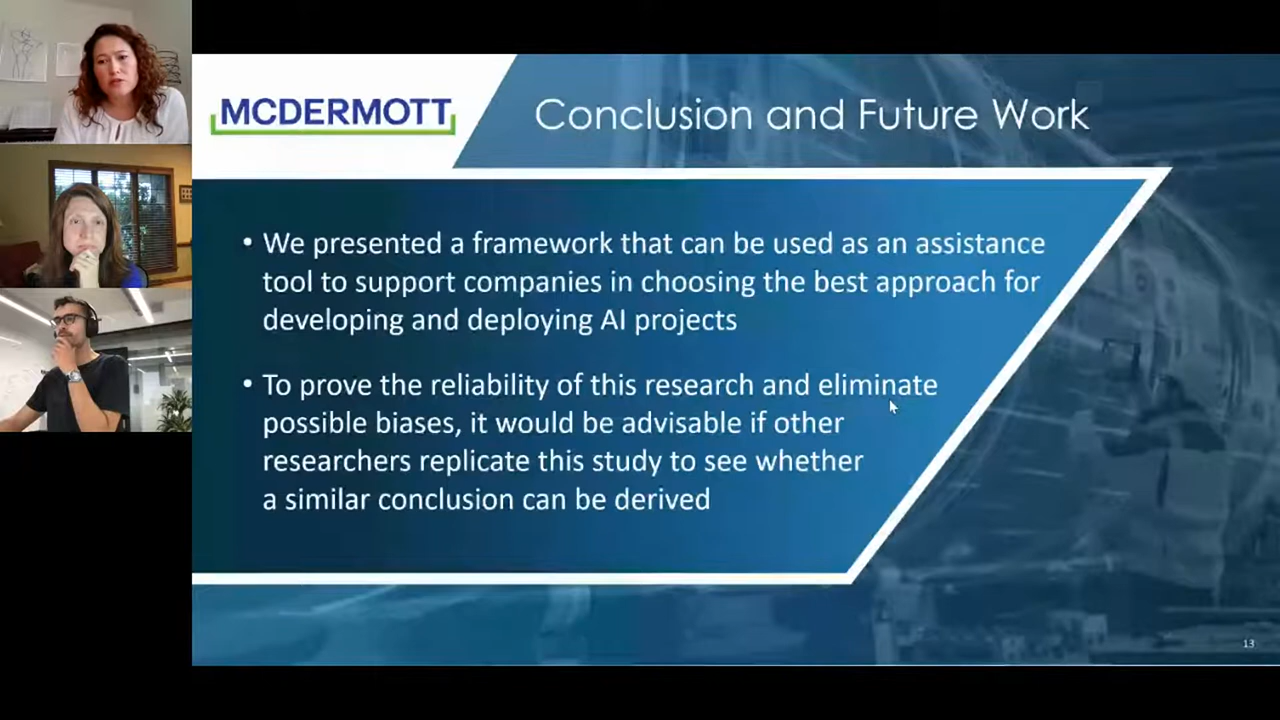 MCDERMOTT
Conclusion and Future Work
• We presented a framework that can be used as an assistance
tool to support companies in choosing the best approach for
developing and deploying AI projects
• To prove the reliability of this research and eliminate
possible biases, it would be advisable if other
researchers replicate this study to see whether
a similar conclusion can be derived
13